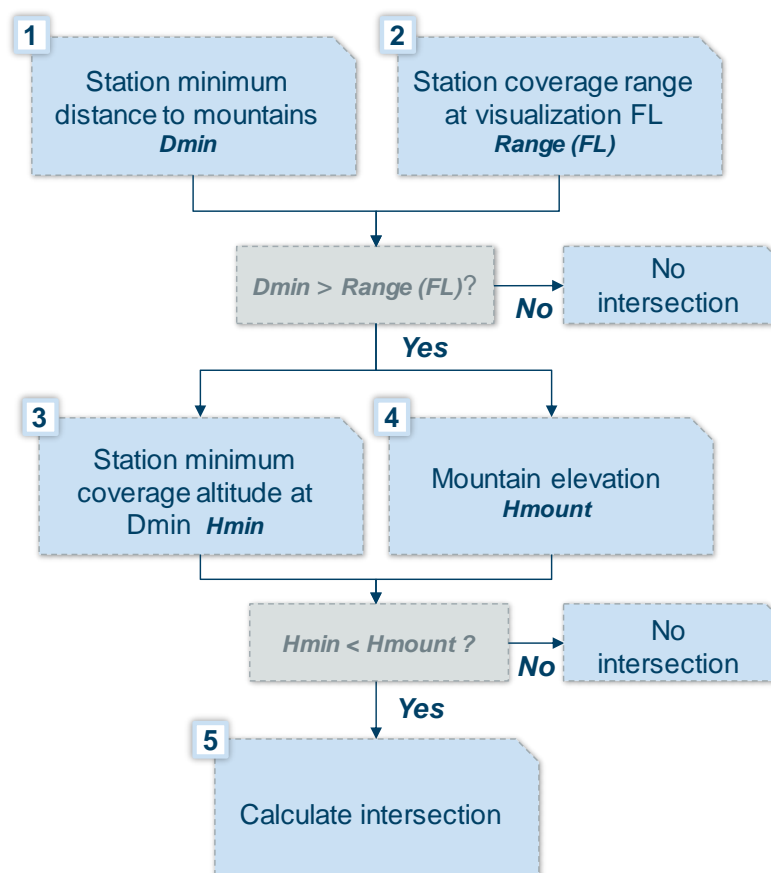 1
Station minimum
distance to mountains
Dmin
2
Station coverage range
at visualization FL
Range (FL)
Dmin > Range (FL)?
No
No
intersection
Yes
3
Station minimum
coverage altitude at
Dmin Hmin
4
Mountain elevation
Hmount
Hmin < Hmount ?
No
No
intersection
Yes
5
Calculate intersection